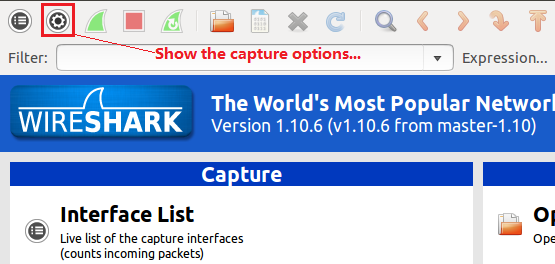 Show the capture options...
Filter:
Expression...
WIRESHARK
The World's Most Popular Networ
Version 1.10.6 (v1.10.6 from master-1.10)
Capture
Interface List
Live list of the capture interfaces
(counts incoming packets)
Op
Ope